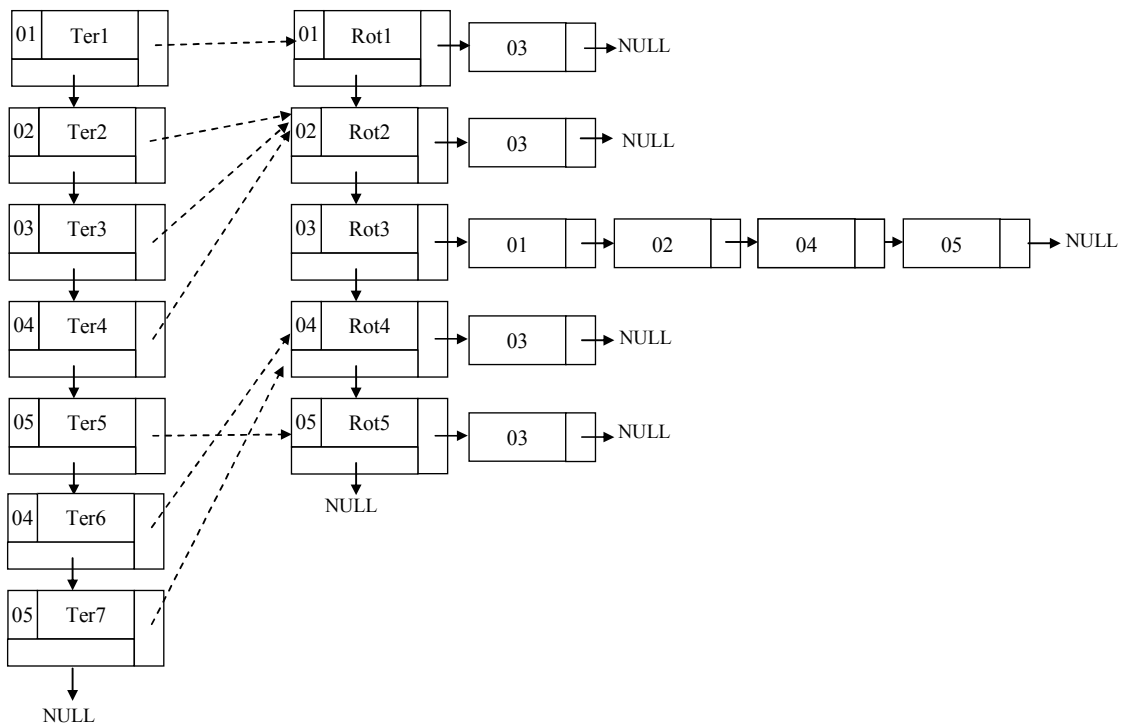 01 Ter1 01 Rot1 03 NULL
02 Ter2 02 Rot2 03 NULL
03 Ter3 03 Rot3 01 02 04 05 NULL
04 Ter4 04 Rot4 03 NULL
05 Ter5 05 Rot5 03 NULL
NULL
04 Ter6
05 Ter7
NULL